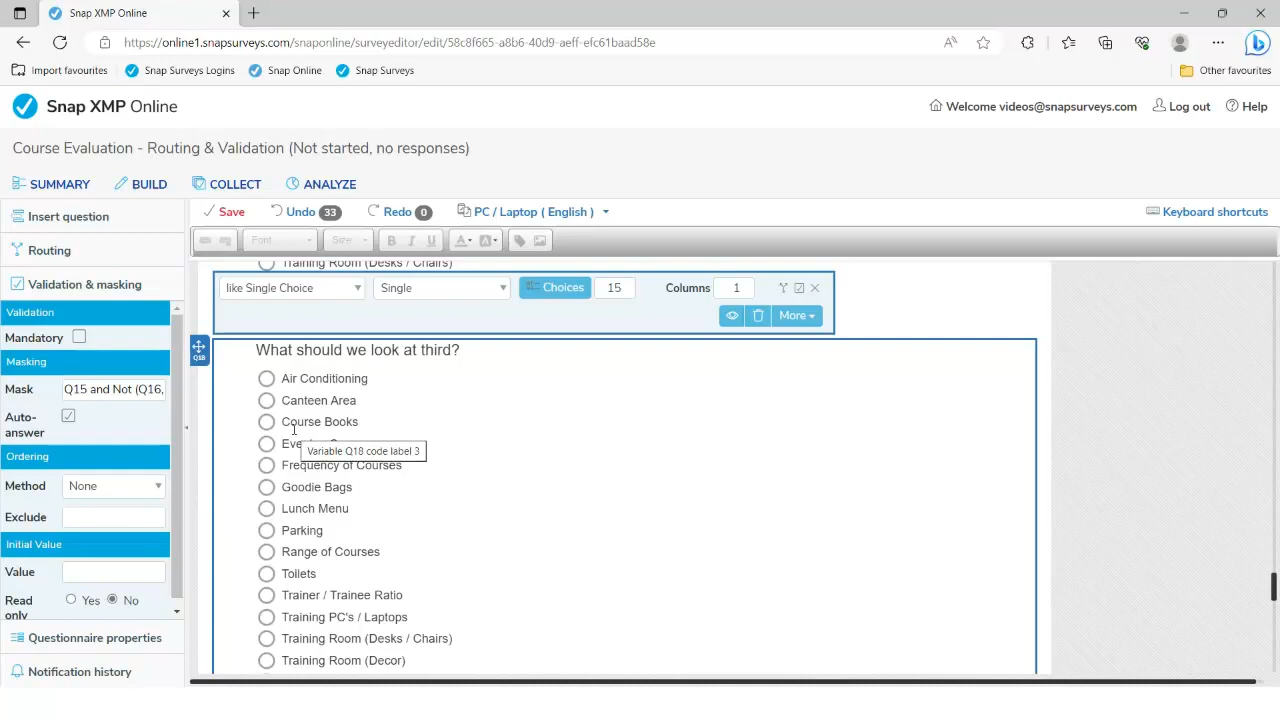 Snap XMP Online
https://online1.snapsurveys.com/snaponline/surveyeditor/edit/58c8f665-a8b6-40d9-aeff-efc61baad58e
Import favourites Snap Surveys Logins Snap Online Snap Surveys Other favourites
Snap XMP Online Welcome videos@snapsurveys.com Log out Help
Course Evaluation - Routing & Validation (Not started, no responses)
SUMMARY BUILD COLLECT ANALYZE
Insert question Save Undo 33 Redo 0 PC / Laptop ( English ) Keyboard shortcuts
Font Size B I U A A
Routing
Training Room (Desks / Chairs)
Validation & masking like Single Choice Single Choices 15 Columns 1
Validation More
Mandatory
Q18
What should we look at third?
Masking
Air Conditioning
Mask Q15 and Not (Q16,
Canteen Area
Auto-
answer
Course Books
Variable Q18 code label 3
Ordering
Frequency of Courses
Method None
Goodie Bags
Exclude
Lunch Menu
Parking
Initial Value
Range of Courses
Value
Toilets
Read
only Yes No
Trainer / Trainee Ratio
Training PC's / Laptops
Questionnaire properties
Training Room (Desks / Chairs)
Training Room (Decor)
Notification history